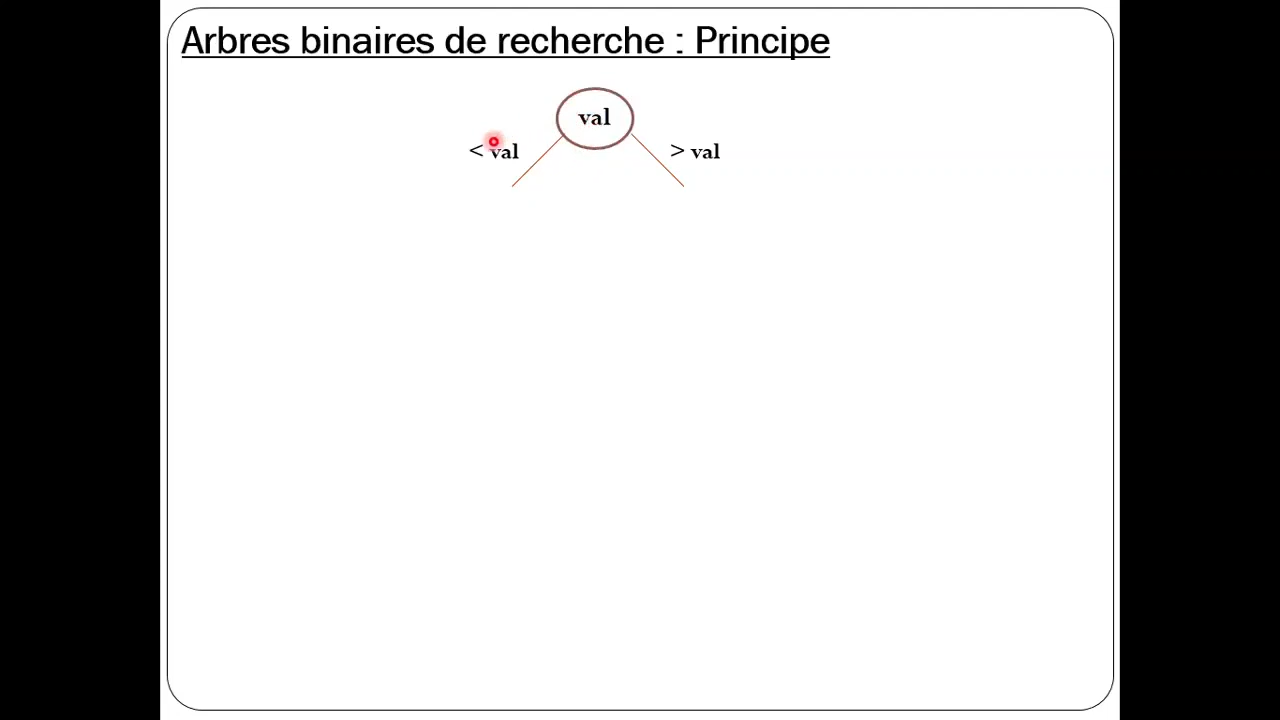 Arbres binaires de recherche : Principe
val
< val
> val